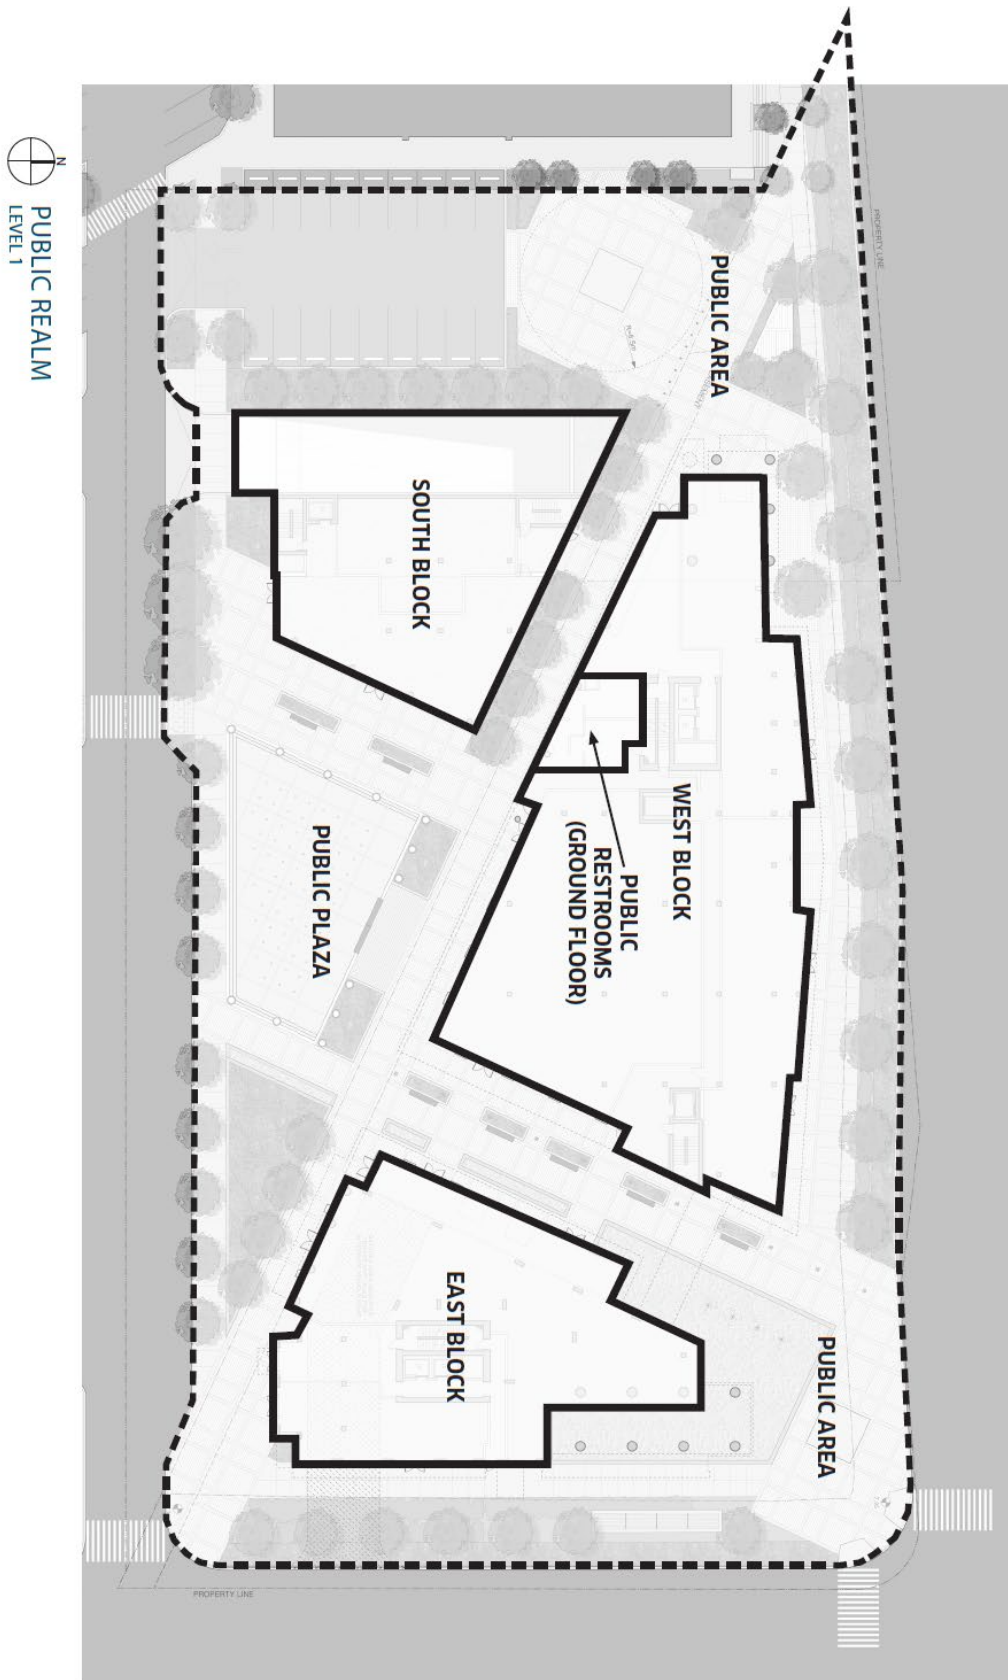 N
PUBLIC REALM
LEVEL 1
PROPERTY LINE
PUBLIC AREA
SOUTH BLOCK
WEST BLOCK
PUBLIC
RESTROOMS
(GROUND FLOOR)
PUBLIC PLAZA
EAST BLOCK
PUBLIC AREA
PROPERTY LINE